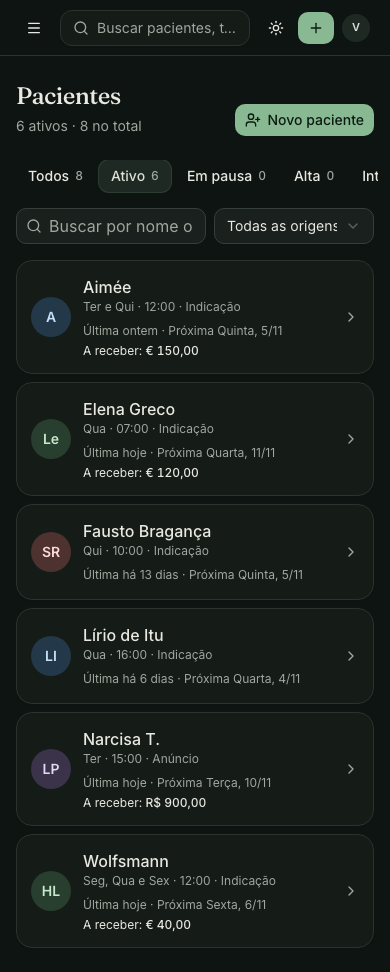 Buscar pacientes, t...
V
Pacientes
6 ativos · 8 no total
Novo paciente
Todos 8 Ativo 6 Em pausa 0 Alta 0 Int
Buscar por nome o
Todas as origens
A
Aimée
Ter e Qui · 12:00 · Indicação
Última ontem · Próxima Quinta, 5/11
A receber: € 150,00
Le
Elena Greco
Qua · 07:00 · Indicação
Última hoje · Próxima Quarta, 11/11
A receber: € 120,00
SR
Fausto Bragança
Qui · 10:00 · Indicação
Última há 13 dias · Próxima Quinta, 5/11
LI
Lírio de Itu
Qua · 16:00 · Indicação
Última há 6 dias · Próxima Quarta, 4/11
LP
Narcisa T.
Ter · 15:00 · Anúncio
Última hoje · Próxima Terça, 10/11
A receber: R$ 900,00
HL
Wolfsmann
Seg, Qua e Sex · 12:00 · Indicação
Última hoje · Próxima Sexta, 6/11
A receber: € 40,00